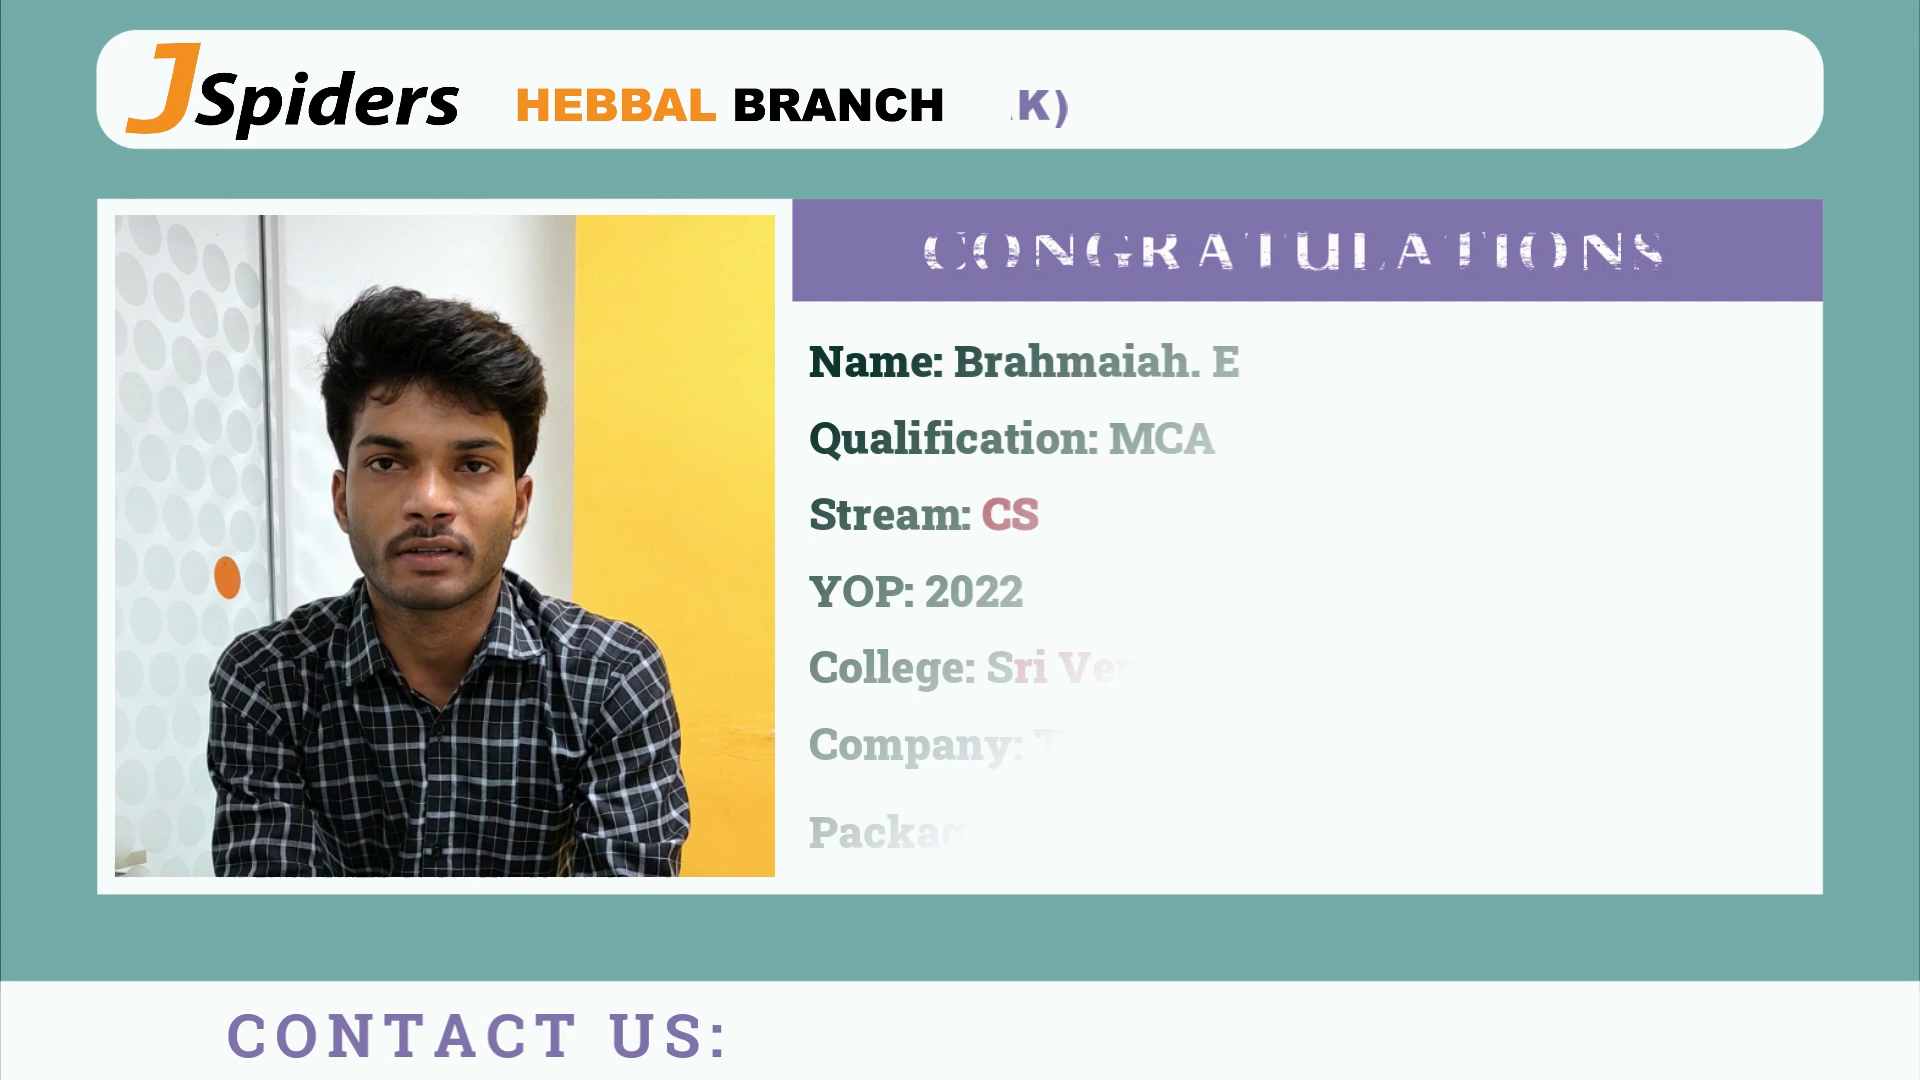 JSpiders HEBBAL BRANCH K)
CONGRATULATIONS
Name: Brahmaiah. E
Qualification: MCA
Stream: CS
YOP: 2022
College: Sri
Company:
CONTACT US: